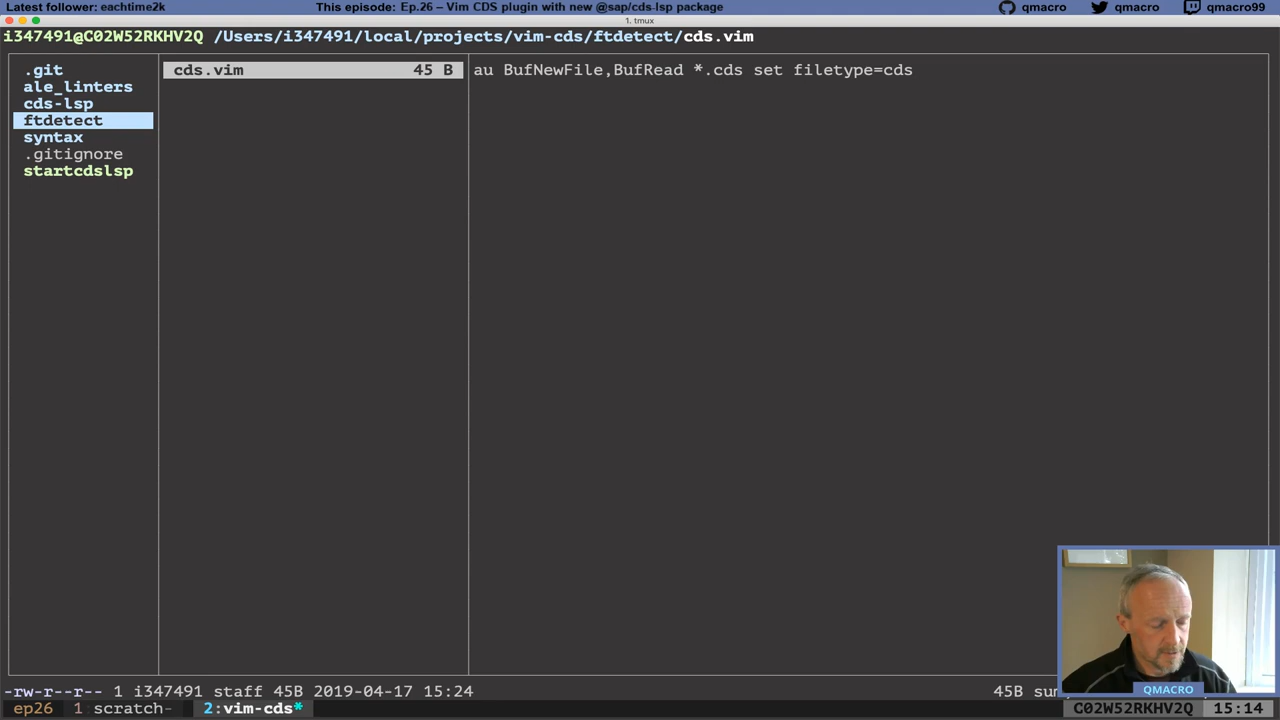 Latest follower: eachtime2k
This episode: Ep.26 – Vim CDS plugin with new @sap/cds-lsp package
qmacro
qmacro
qmacro99
1. tmux
i347491@C02W52RKHV2Q /Users/i347491/local/projects/vim-cds/ftdetect/cds.vim
.git
ale_linters
cds-lsp
ftdetect
syntax
.gitignore
startcdslsp
cds.vim 45 B
au BufNewFile,BufRead *.cds set filetype=cds
-rw-r--r-- 1 i347491 staff 45B 2019-04-17 15:24
45B
QMACRO
ep26 1 scratch- 2:vim-cds*
C02W52RKHV2Q 15:14